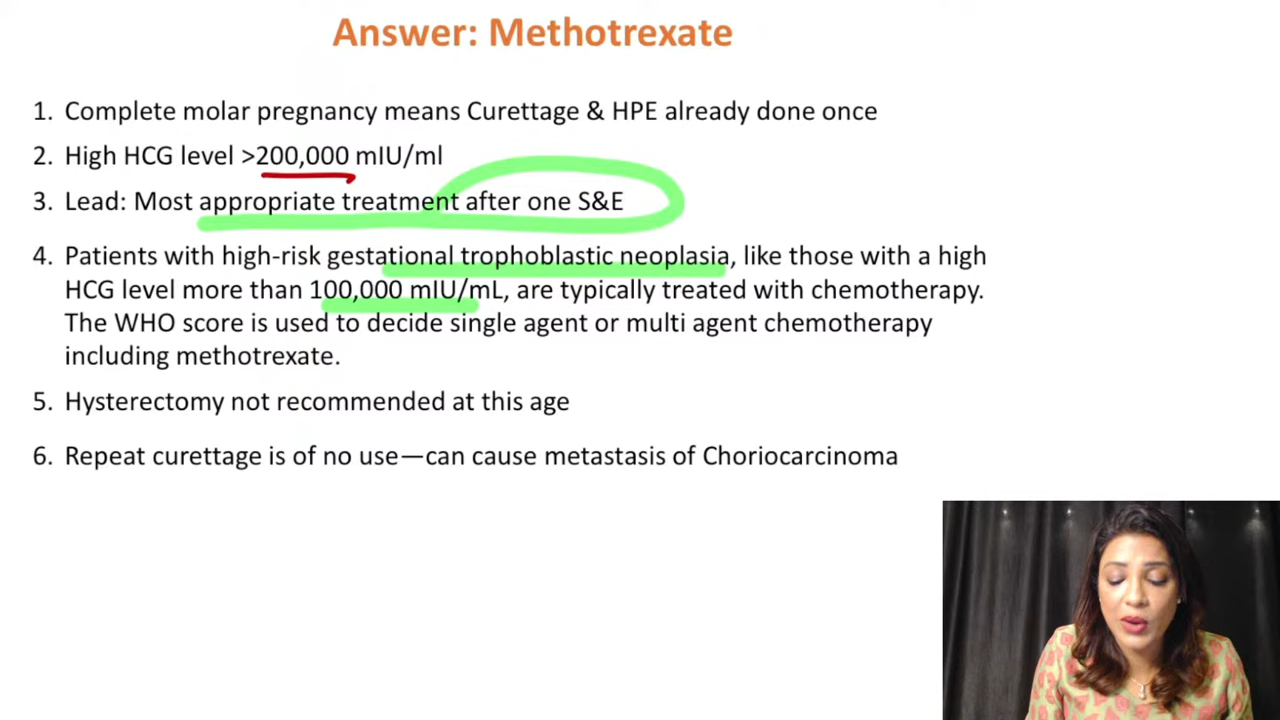 Answer: Methotrexate
1. Complete molar pregnancy means Curettage & HPE already done once
2. High HCG level >200,000 mIU/ml
3. Lead: Most appropriate treatment after one S&E
4. Patients with high-risk gestational trophoblastic neoplasia, like those with a high
HCG level more than 100,000 mIU/mL, are typically treated with chemotherapy.
The WHO score is used to decide single agent or multi agent chemotherapy
including methotrexate.
5. Hysterectomy not recommended at this age
6. Repeat curettage is of no use—can cause metastasis of Choriocarcinoma